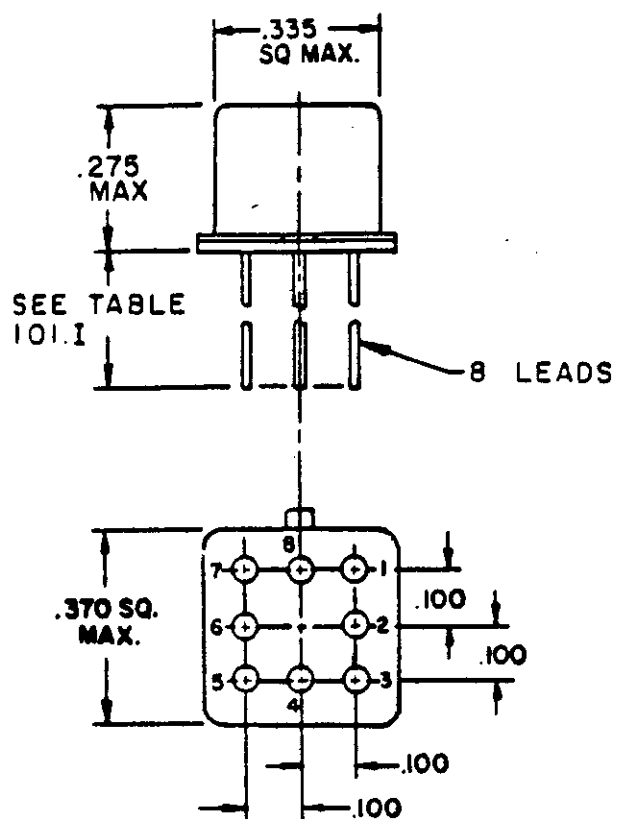 .335
SQ MAX.
.275
MAX
SEE TABLE
101.I
8 LEADS
8
7
1
.100
.370 SQ.
MAX.
6
2
.100
5
3
4
.100
.100